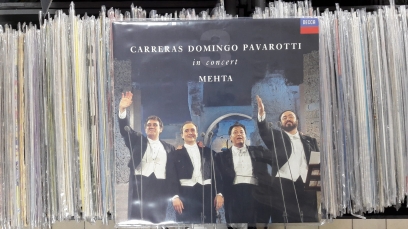 DECCA
CARRERAS DOMINGO PAVAROTTI
in concert
MEHTA